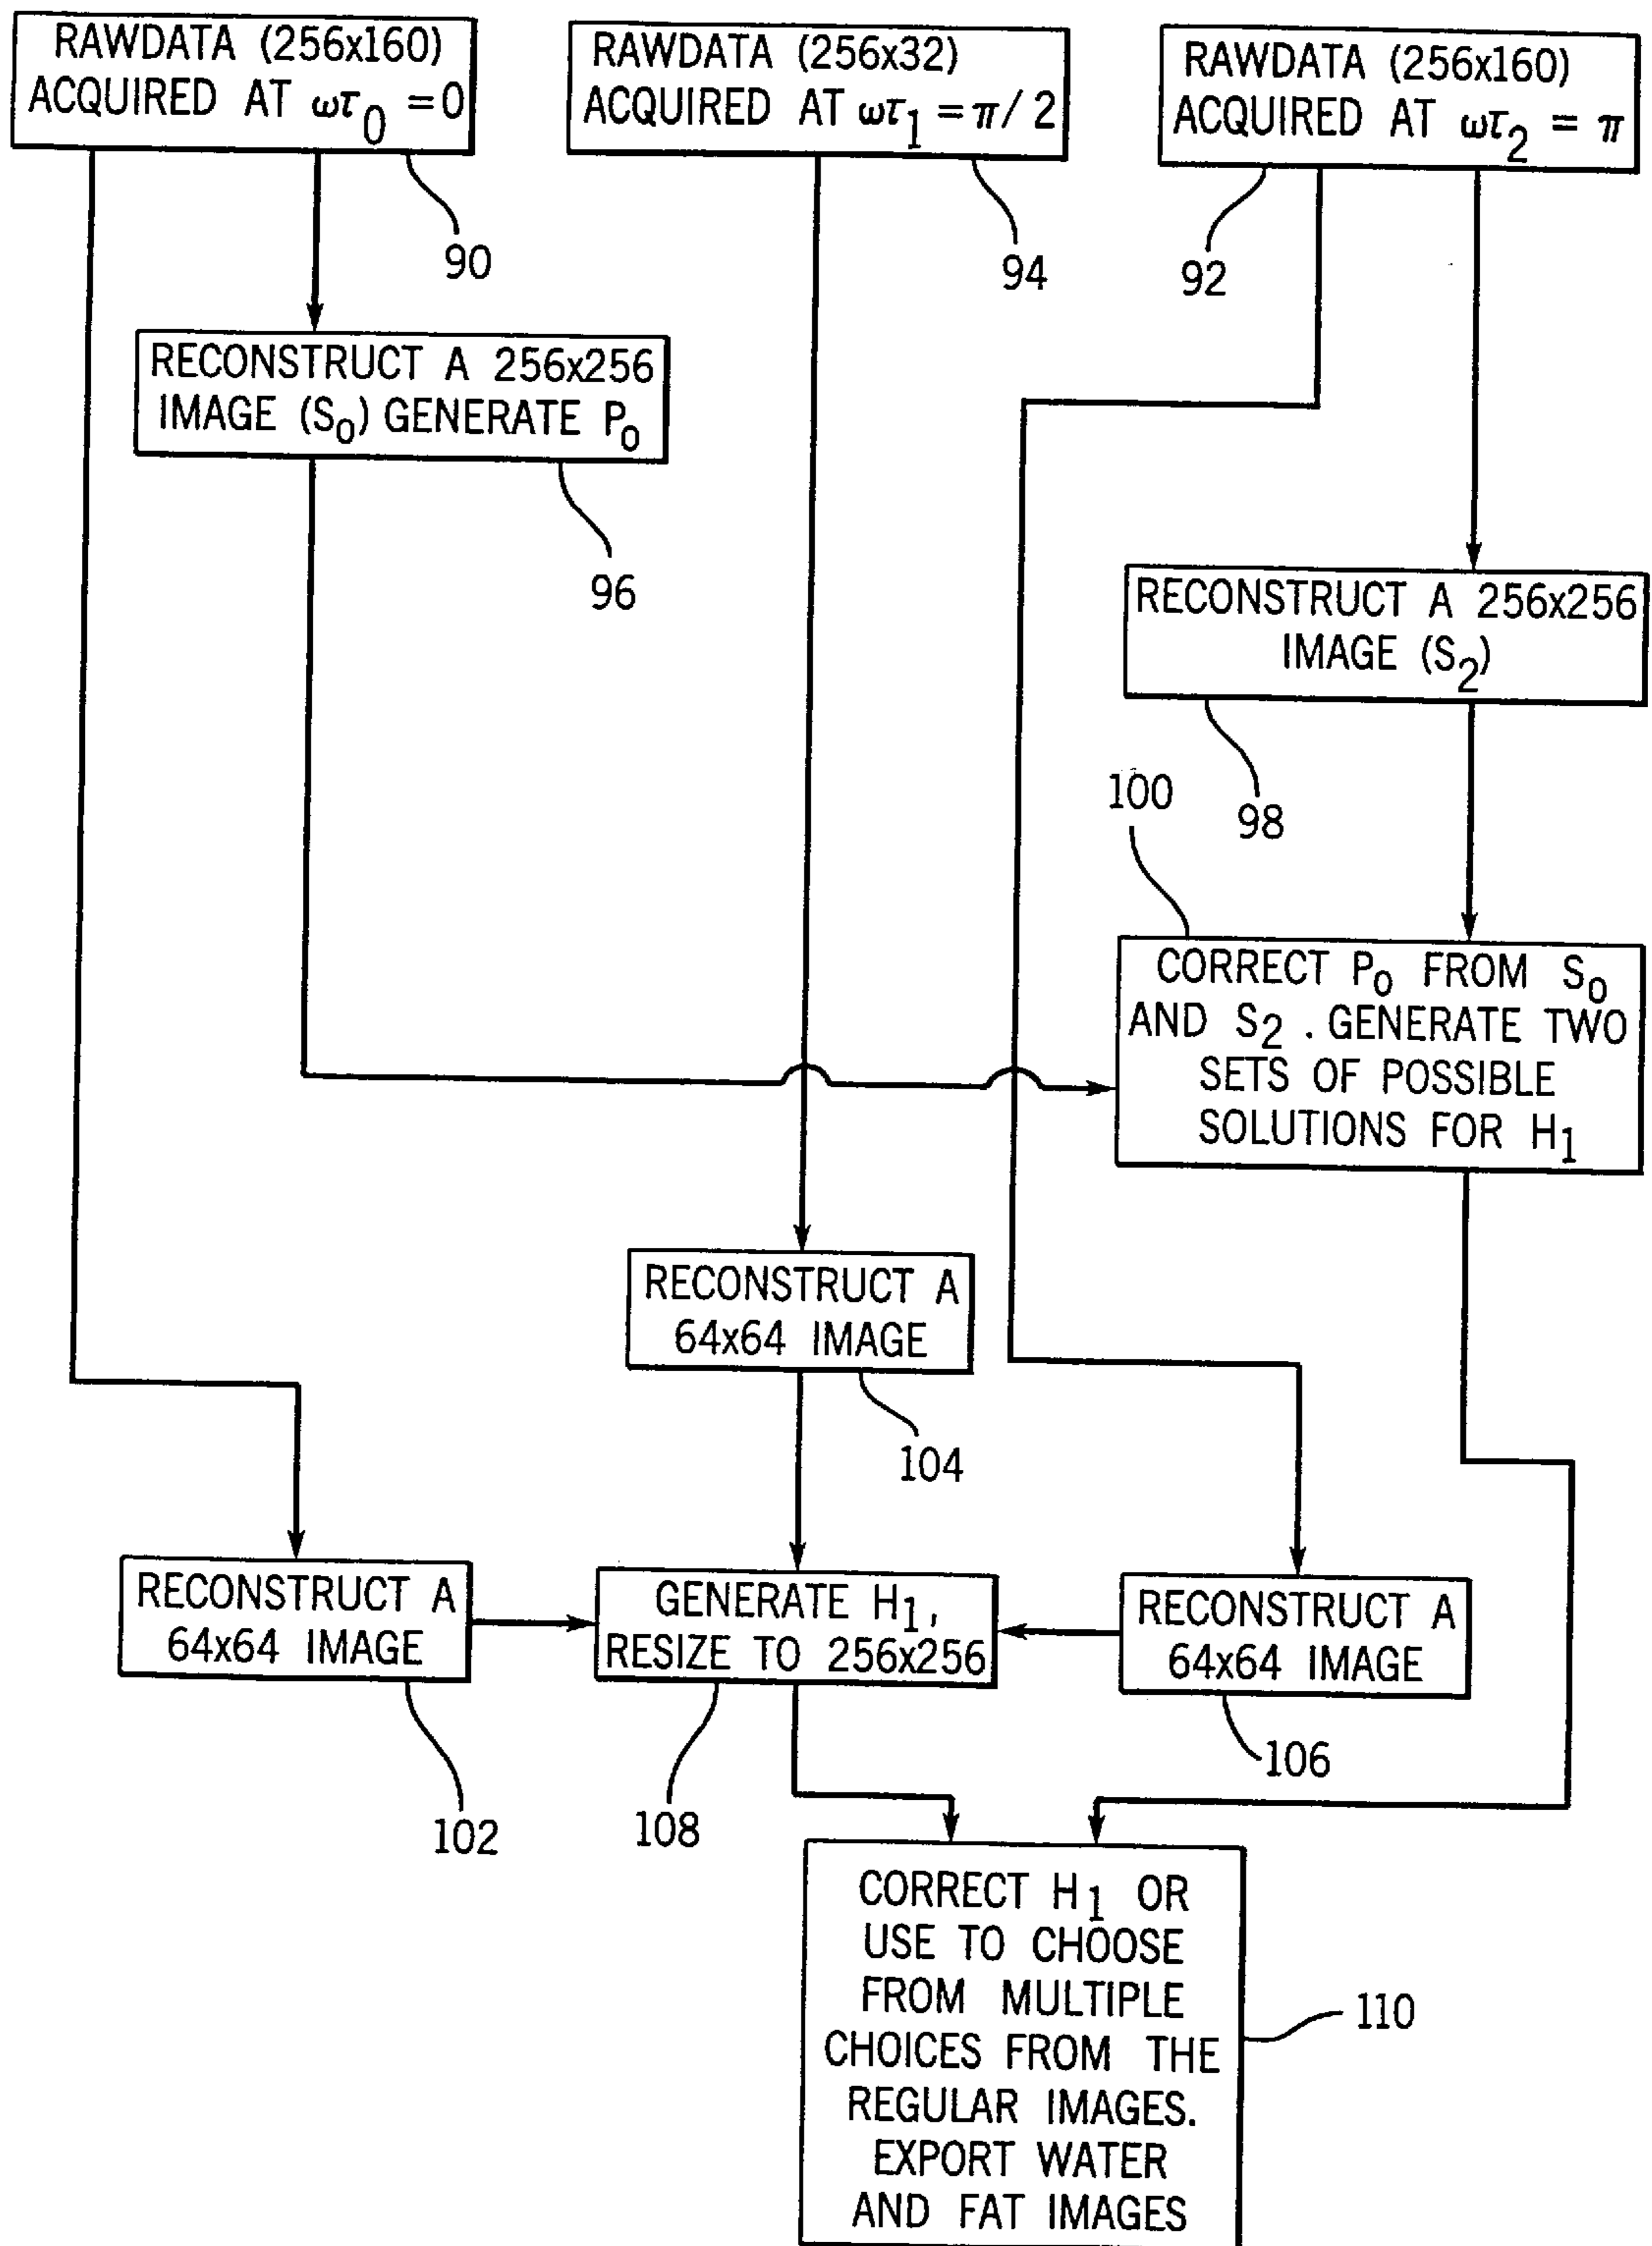 RAWDATA (256x160)
ACQUIRED AT ωτ0 = 0
RAWDATA (256x32)
ACQUIRED AT ωτ1 = π/2
RAWDATA (256x160)
ACQUIRED AT ωτ2 = π
90
94
92
RECONSTRUCT A 256x256
IMAGE (S0) GENERATE P0
96
RECONSTRUCT A 256x256
IMAGE (S2)
98
100
CORRECT P0 FROM S0
AND S2 . GENERATE TWO
SETS OF POSSIBLE
SOLUTIONS FOR H1
RECONSTRUCT A
64x64 IMAGE
104
RECONSTRUCT A
64x64 IMAGE
102
GENERATE H1,
RESIZE TO 256x256
108
RECONSTRUCT A
64x64 IMAGE
106
CORRECT H1 OR
USE TO CHOOSE
FROM MULTIPLE
CHOICES FROM THE
REGULAR IMAGES.
EXPORT WATER
AND FAT IMAGES
110